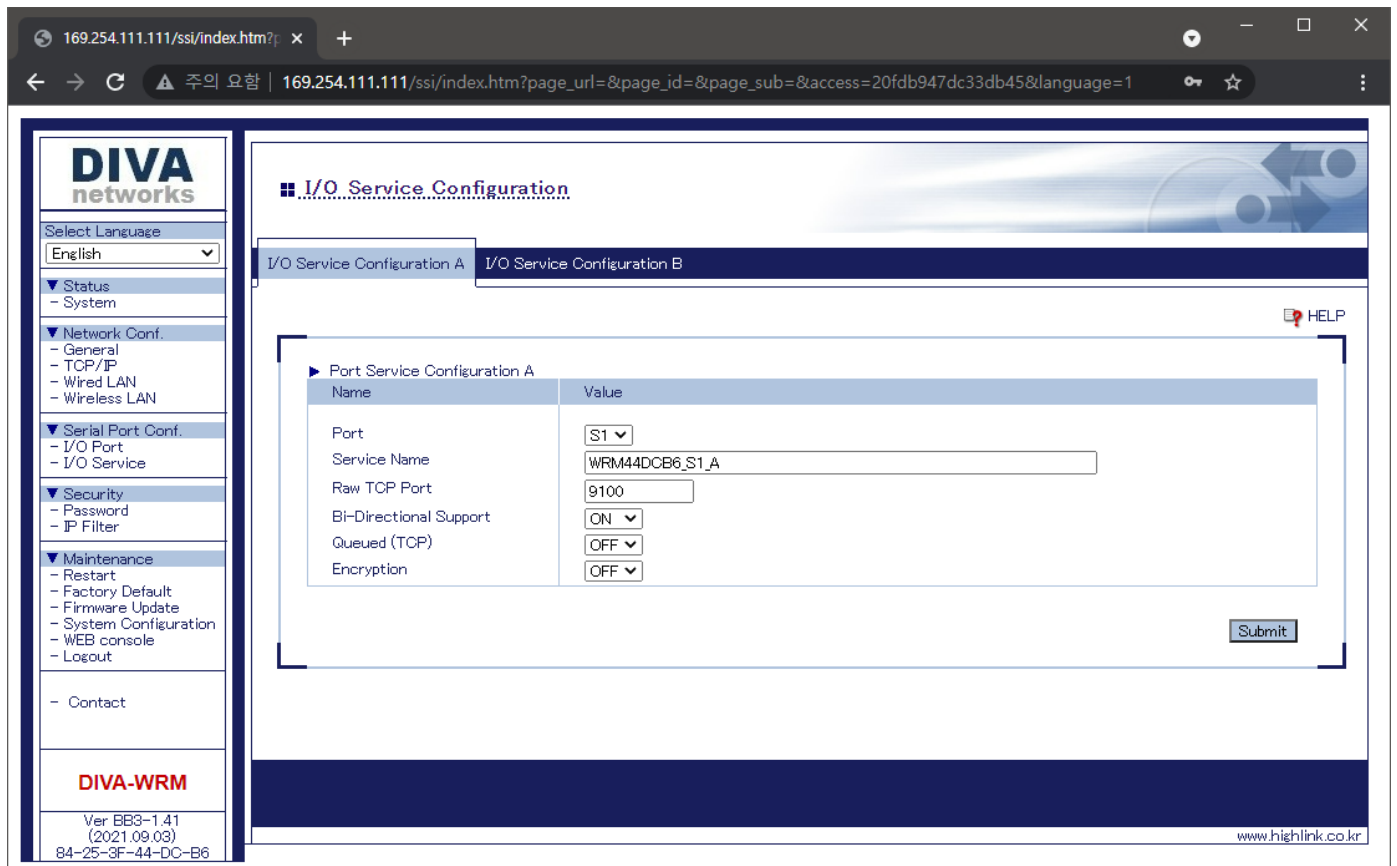 169.254.111.111/ssi/index.htm?p
주의 요함 169.254.111.111/ssi/index.htm?page_url=&page_id=&page_sub=&access=20fdb947dc33db45&language=1
DIVA
networks
Select Language
English
▼ Status
- System
▼ Network Conf.
- General
- TCP/IP
- Wired LAN
- Wireless LAN
▼ Serial Port Conf.
- I/O Port
- I/O Service
▼ Security
- Password
- IP Filter
▼ Maintenance
- Restart
- Factory Default
- Firmware Update
- System Configuration
- WEB console
- Logout
- Contact
DIVA-WRM
Ver BB3-1.41
(2021.09.03)
84-25-3F-44-DC-B6
I/O Service Configuration
I/O Service Configuration A I/O Service Configuration B
HELP
Port Service Configuration A
Name Value
Port S1
Service Name WRM44DCB6_S1_A
Raw TCP Port 9100
Bi-Directional Support ON
Queued (TCP) OFF
Encryption OFF
Submit
www.highlink.co.kr